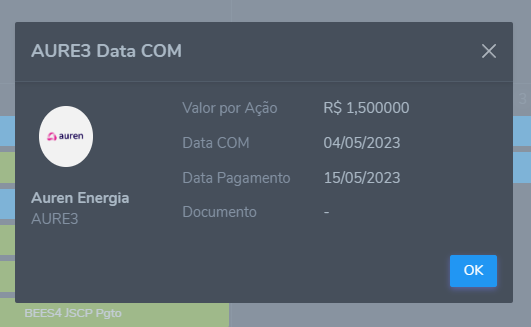 AURE3 Data COM
3
auren
Auren Energia
AURE3
Valor por Ação R$ 1,500000
Data COM 04/05/2023
Data Pagamento 15/05/2023
Documento -
OK
BEES4 JSCP Pgto